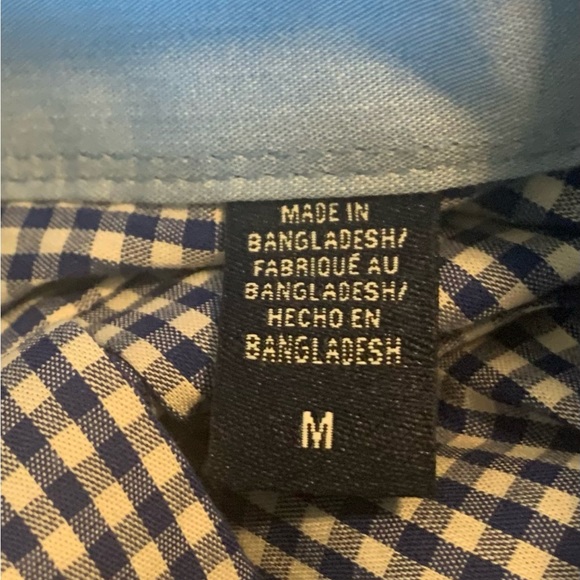 MADE IN
BANGLADESH/
FABRIQUÉ AU
BANGLADESH/
HECHO EN
BANGLADESH
M